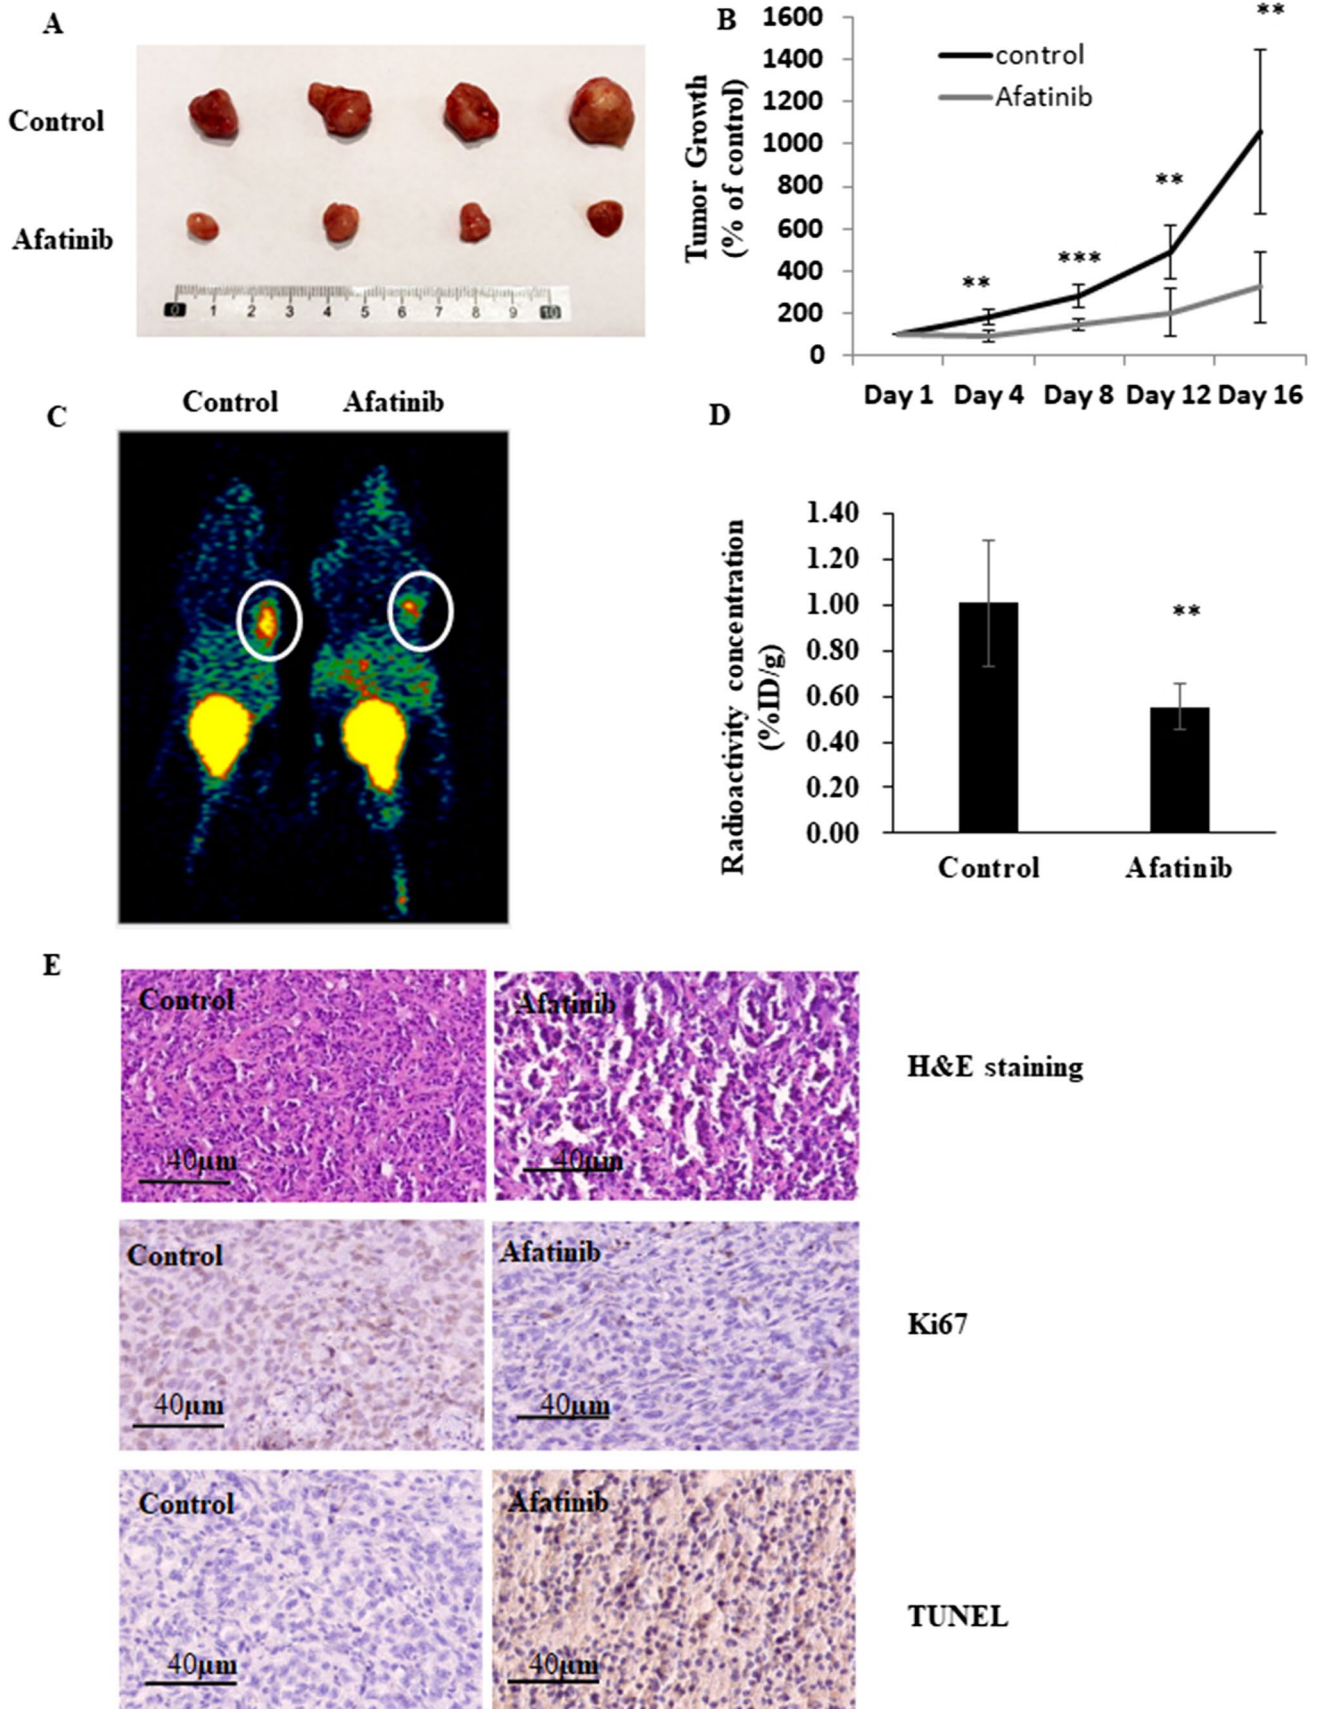 A
Control
Afatinib
0 1 2 3 4 5 6 7 8 9 10
B
Tumor Growth
(% of control)
1600
1400
1200
1000
800
600
400
200
0
control
Afatinib
**
***
**
**
Day 1 Day 4 Day 8 Day 12 Day 16
C
Control Afatinib
D
Radioactivity concentration
(%ID/g)
1.40
1.20
1.00
0.80
0.60
0.40
0.20
0.00
**
Control Afatinib
E
Control Afatinib
40μm 40μm
H&E staining
Control Afatinib
40μm 40μm
Ki67
Control Afatinib
40μm 40μm
TUNEL